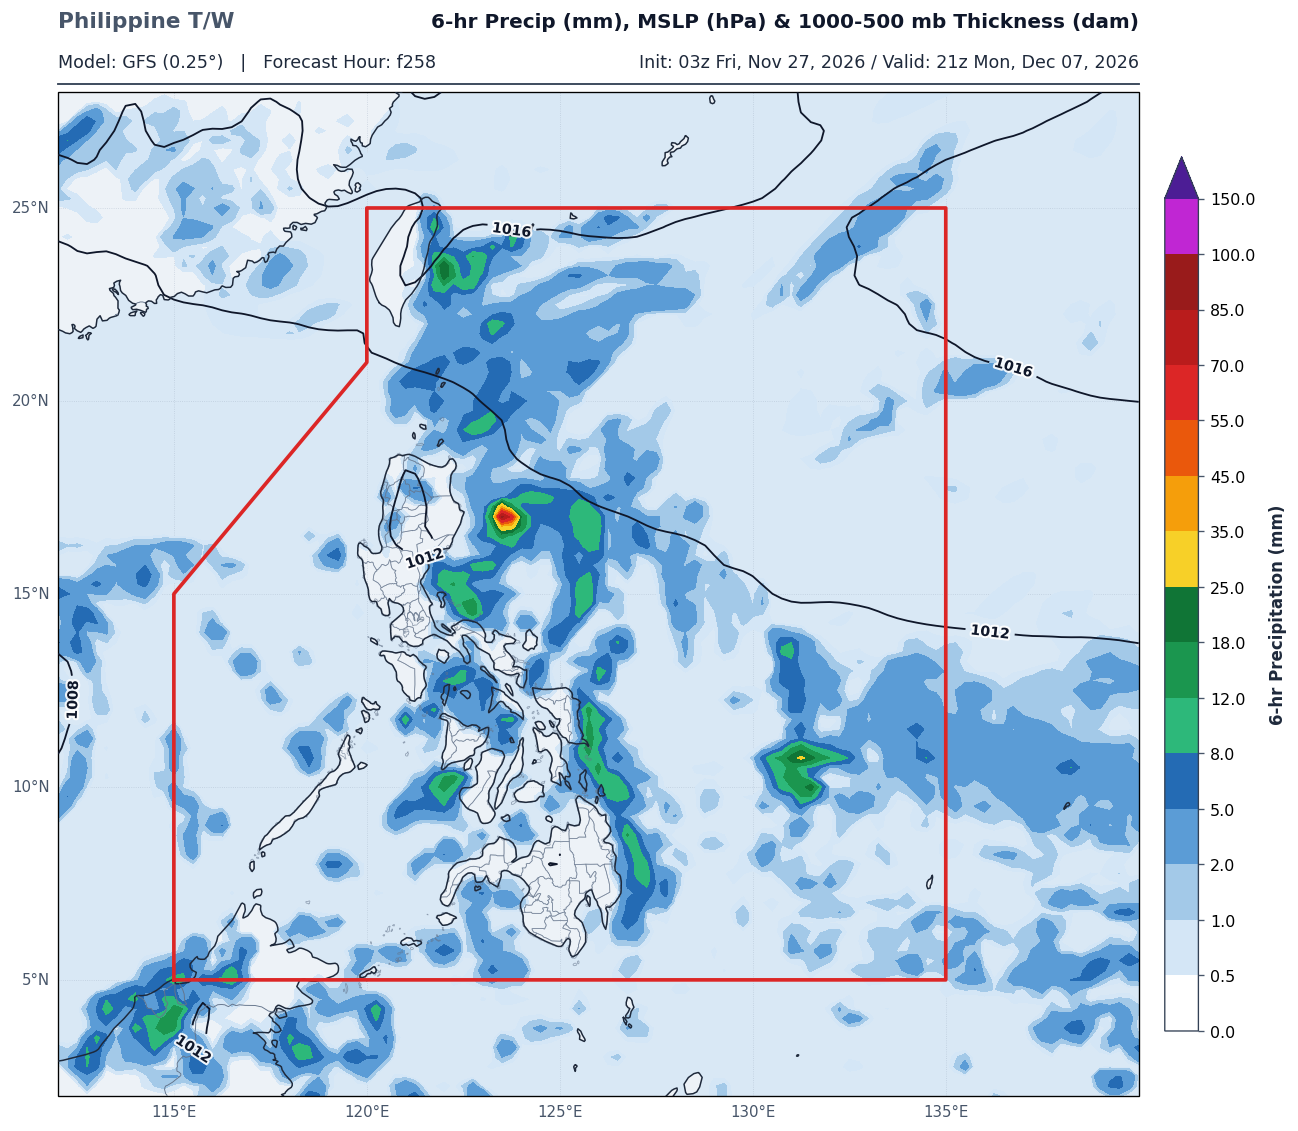 Philippine T/W
6-hr Precip (mm), MSLP (hPa) & 1000-500 mb Thickness (dam)
Model: GFS (0.25°) | Forecast Hour: f258
Init: 03z Fri, Nov 27, 2026 / Valid: 21z Mon, Dec 07, 2026
25°N
20°N
15°N
10°N
5°N
115°E
120°E
125°E
130°E
135°E
1016
1016
1012
1012
1008
1012
150.0
100.0
85.0
70.0
55.0
45.0
35.0
25.0
18.0
12.0
8.0
5.0
2.0
1.0
0.5
0.0
6-hr Precipitation (mm)